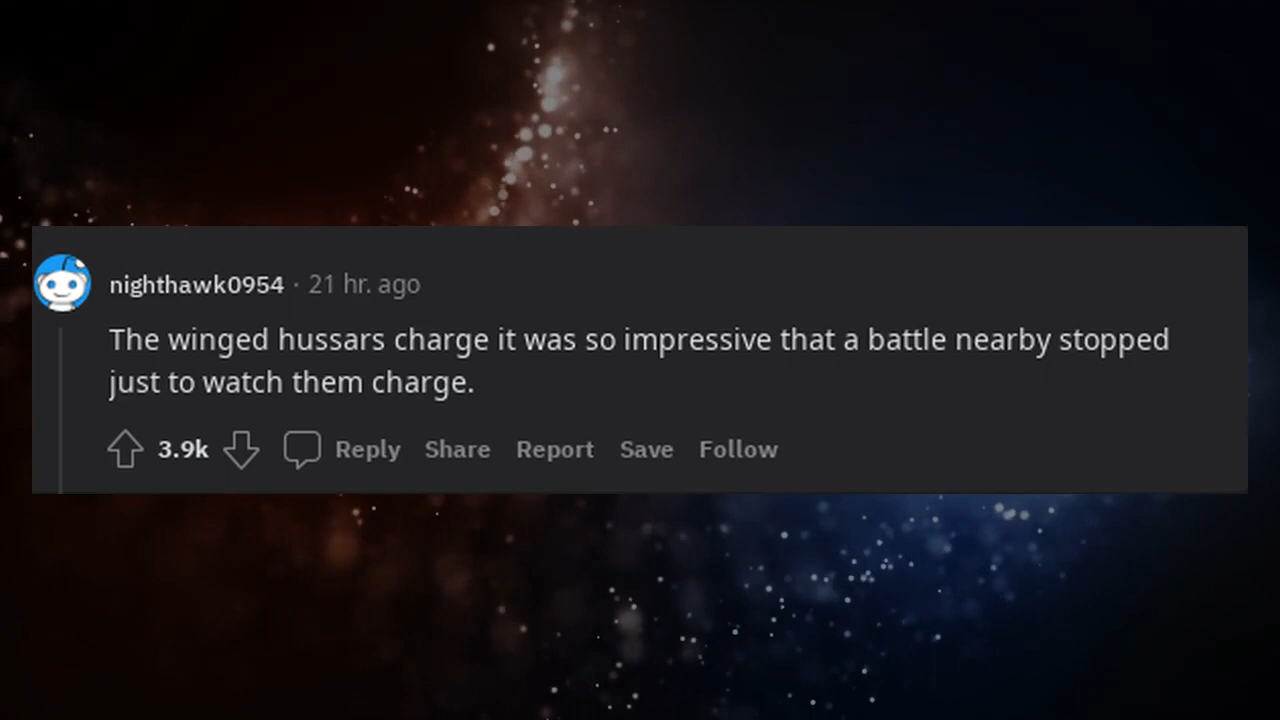 nighthawk0954 · 21 hr. ago
The winged hussars charge it was so impressive that a battle nearby stopped
just to watch them charge.
3.9k Reply Share Report Save Follow